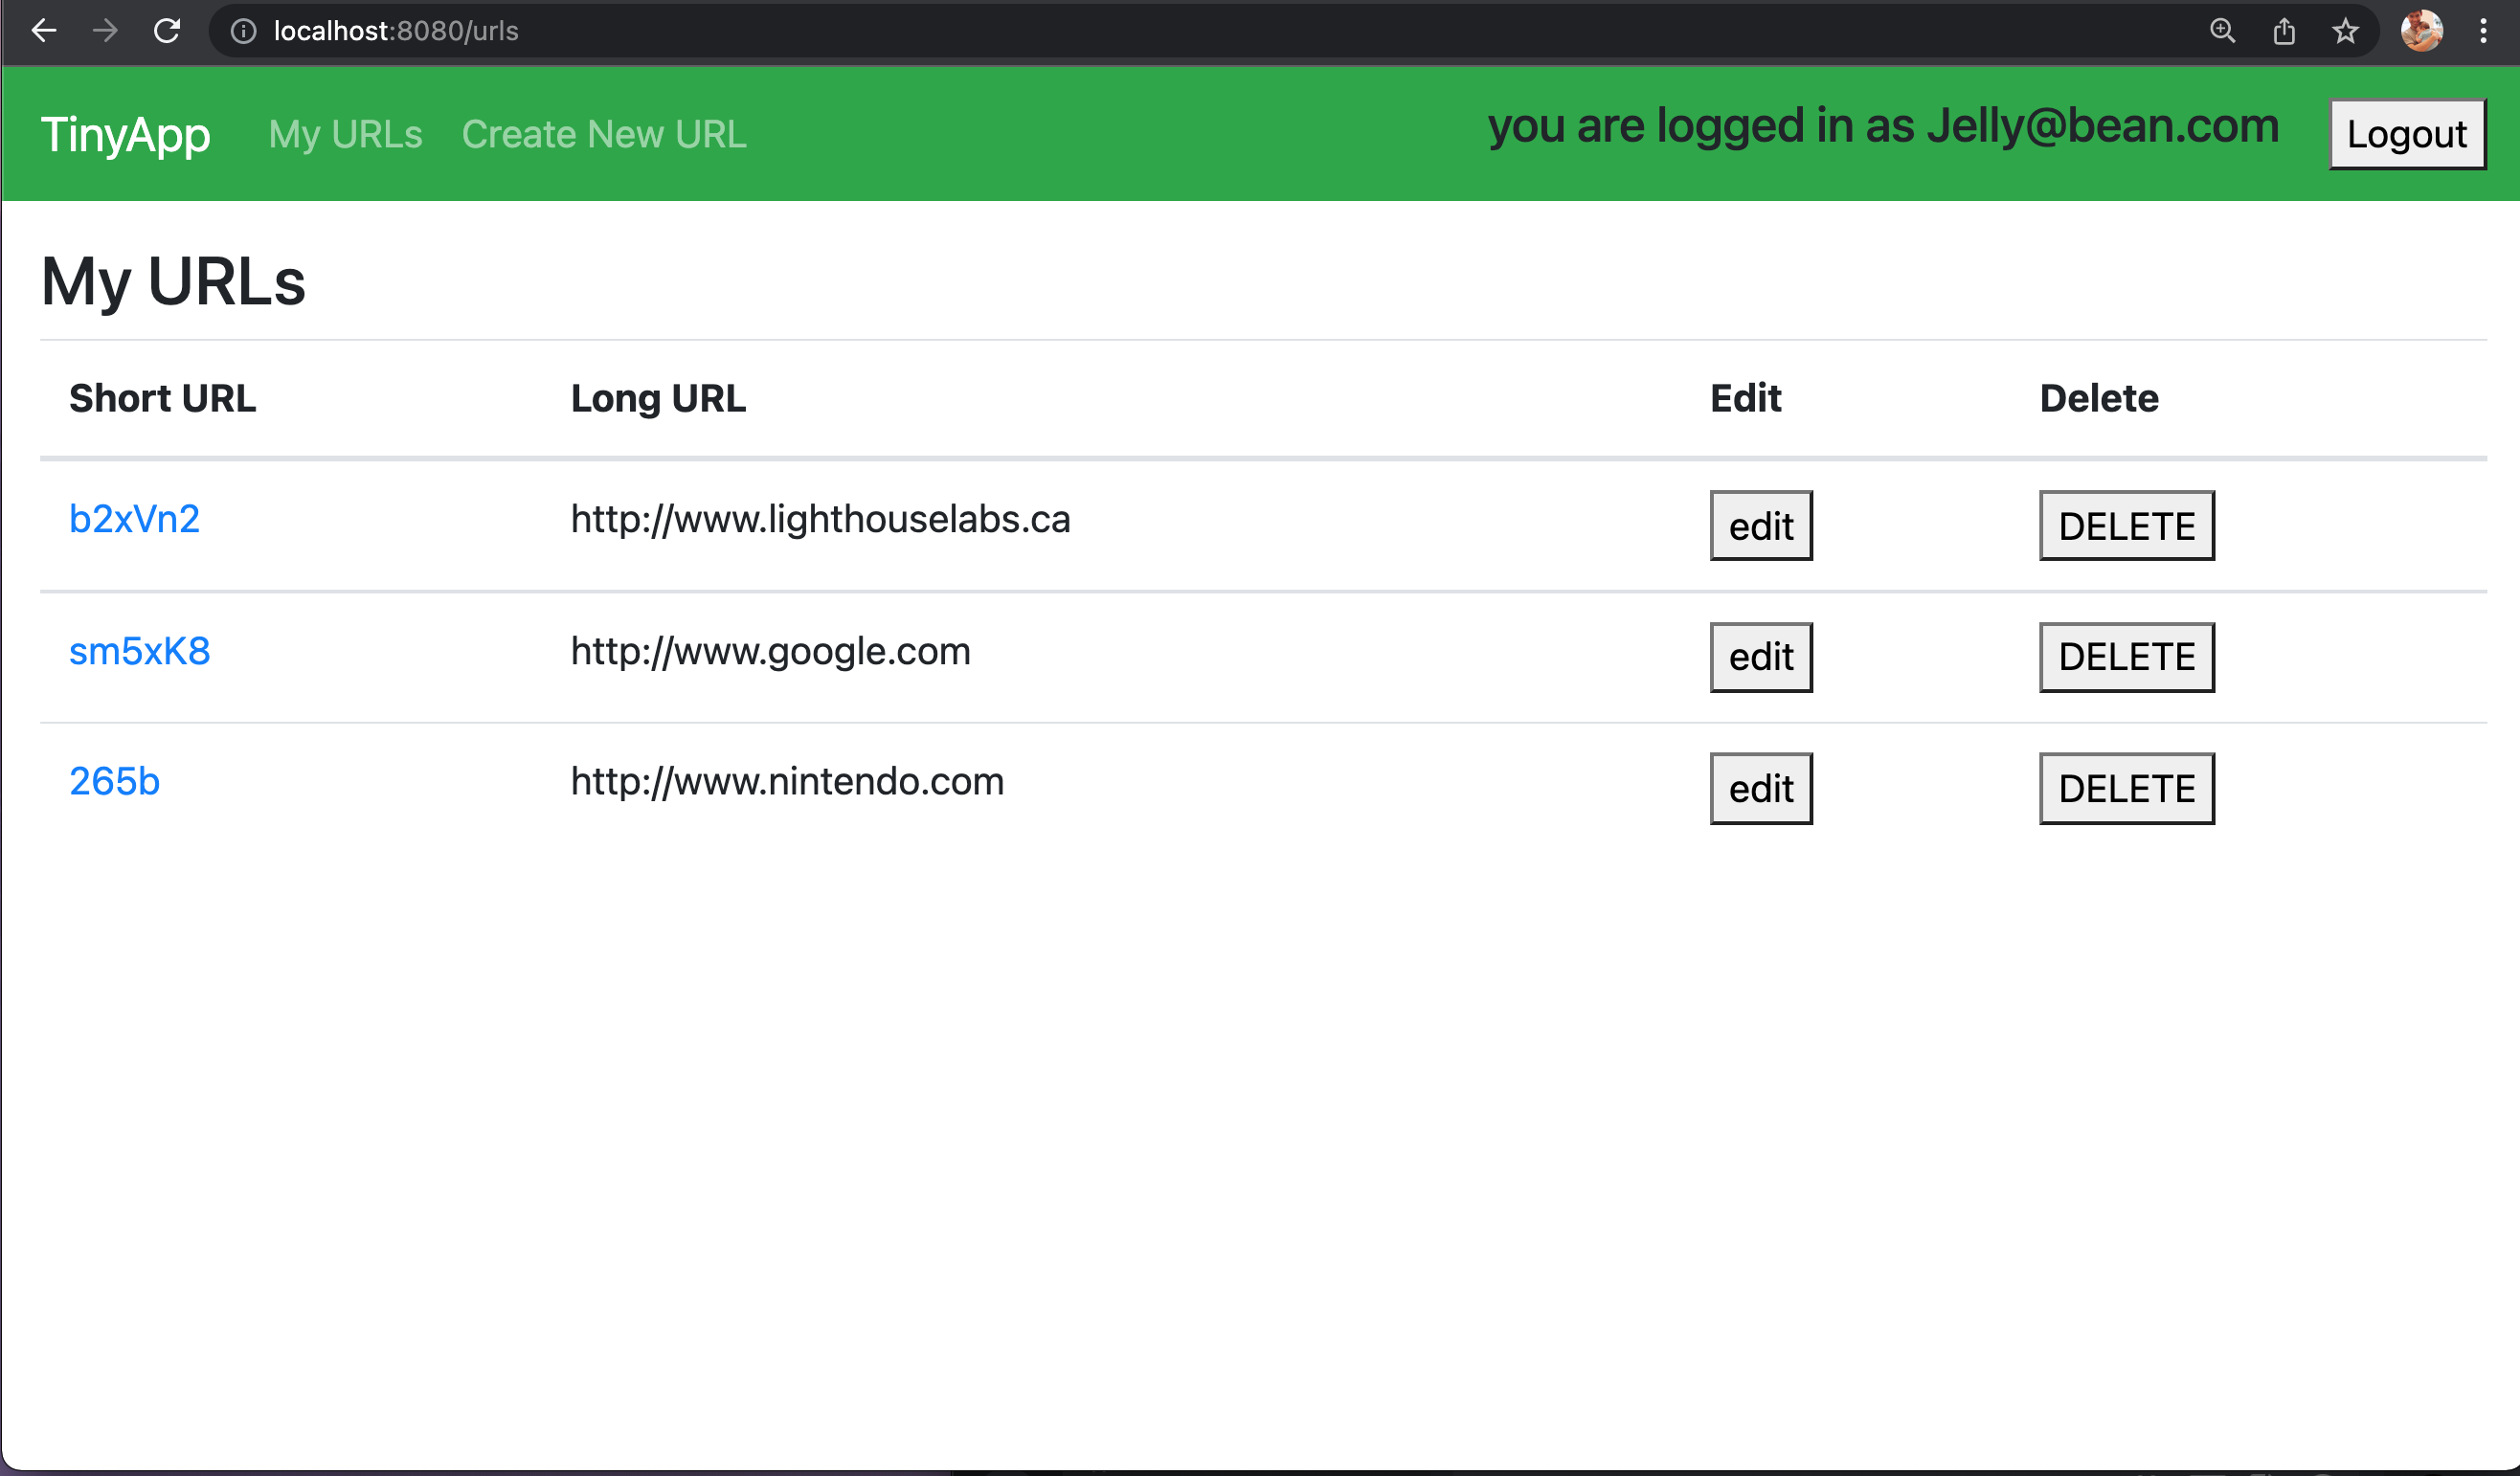 localhost:8080/urls
TinyApp My URLs Create New URL you are logged in as Jelly@bean.com Logout
My URLs
Short URL Long URL Edit Delete
b2xVn2 http://www.lighthouselabs.ca edit DELETE
sm5xK8 http://www.google.com edit DELETE
265b http://www.nintendo.com edit DELETE